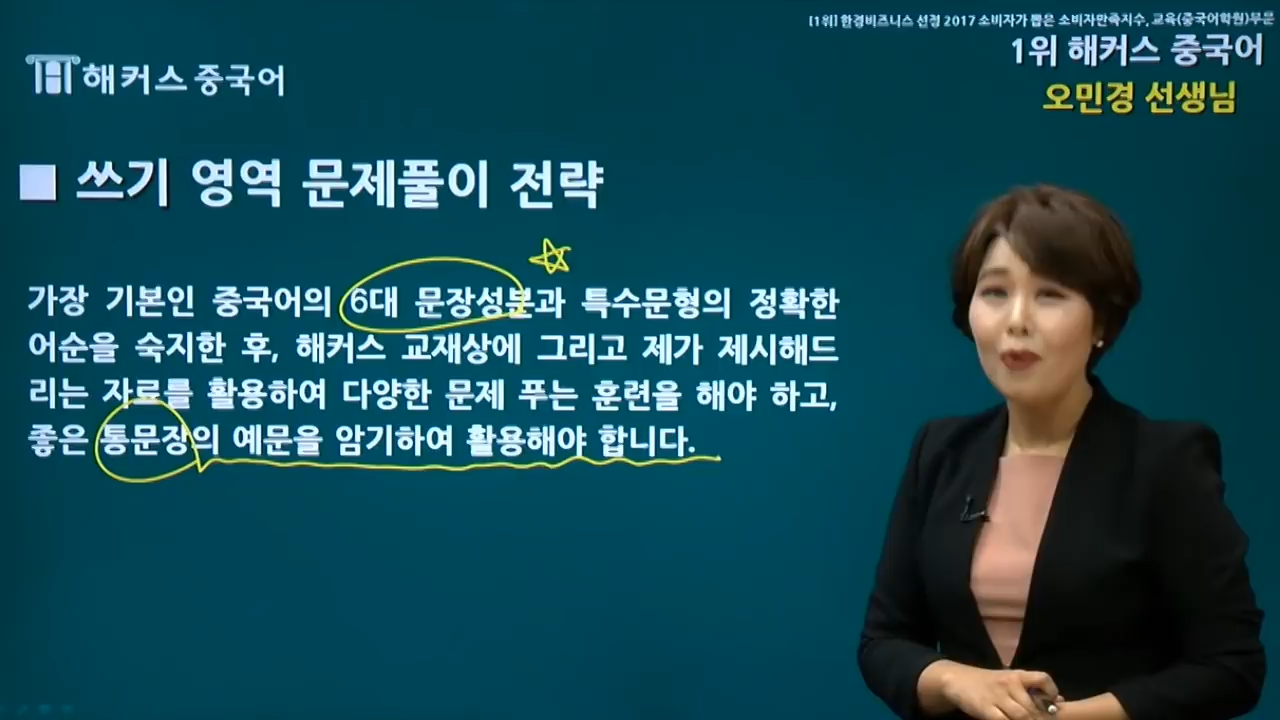 [1위] 한경비즈니스 선정 2017 소비자가 뽑은 소비자만족지수, 교육(중국어학원)부문
1위 해커스 중국어
오민경 선생님
해커스 중국어
■ 쓰기 영역 문제풀이 전략
가장 기본인 중국어의 6대 문장성분과 특수문형의 정확한
어순을 숙지한 후, 해커스 교재상에 그리고 제가 제시해드
리는 자료를 활용하여 다양한 문제 푸는 훈련을 해야 하고,
좋은 통문장의 예문을 암기하여 활용해야 합니다.